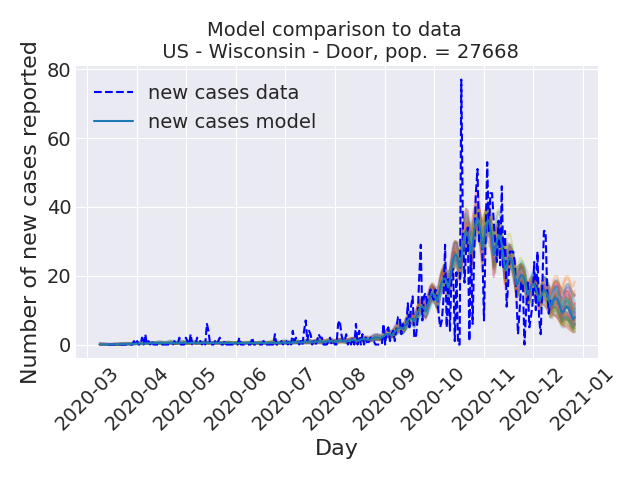 Model comparison to data
US - Wisconsin - Door, pop. = 27668
Number of new cases reported
80
60
40
20
0
new cases data
new cases model
2020-03
2020-04
2020-05
2020-06
2020-07
2020-08
2020-09
2020-10
2020-11
2020-12
2021-01
Day